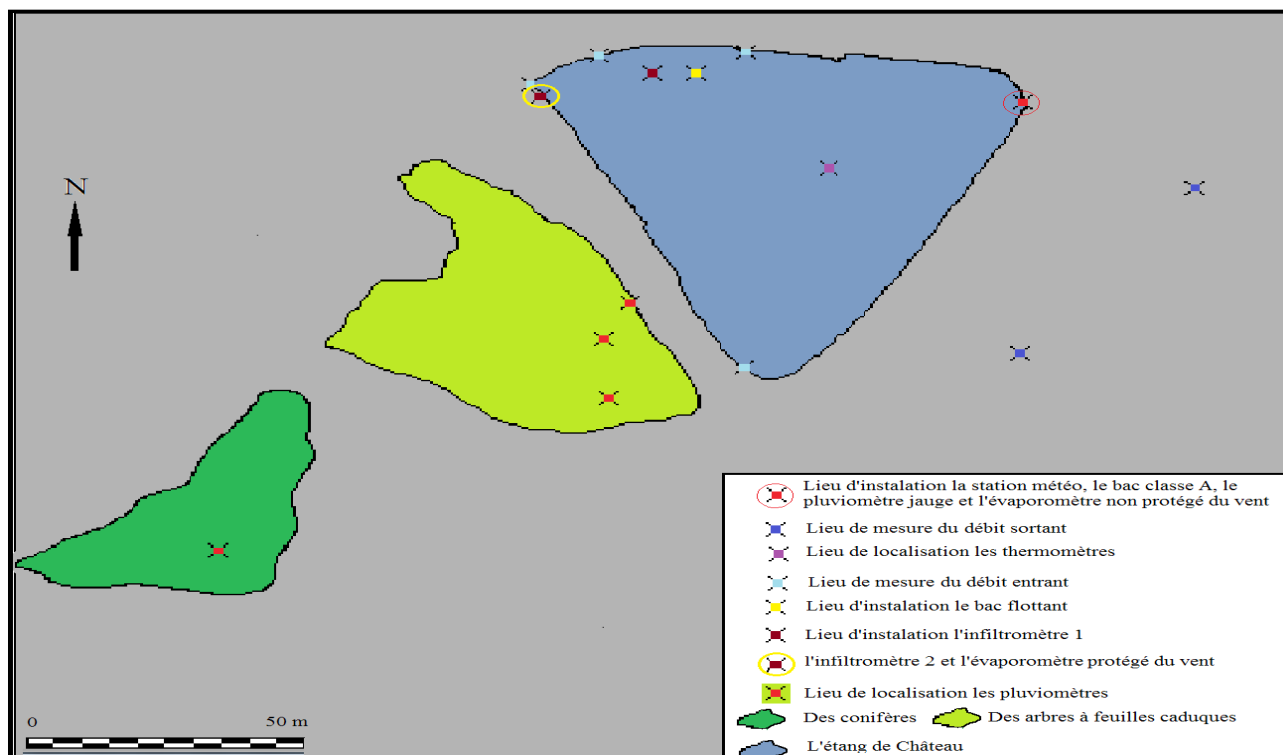 N
Lieu d'instalation la station météo, le bac classe A, le
pluviomètre jauge et l'évaporomètre non protégé du vent
Lieu de mesure du débit sortant
Lieu de localisation les thermomètres
Lieu de mesure du débit entrant
Lieu d'instalation le bac flottant
Lieu d'instalation l'infiltromètre 1
l'infiltromètre 2 et l'évaporomètre protégé du vent
Lieu de localisation les pluviomètres
Des conifères Des arbres à feuilles caduques
L'étang de Château
0 50 m